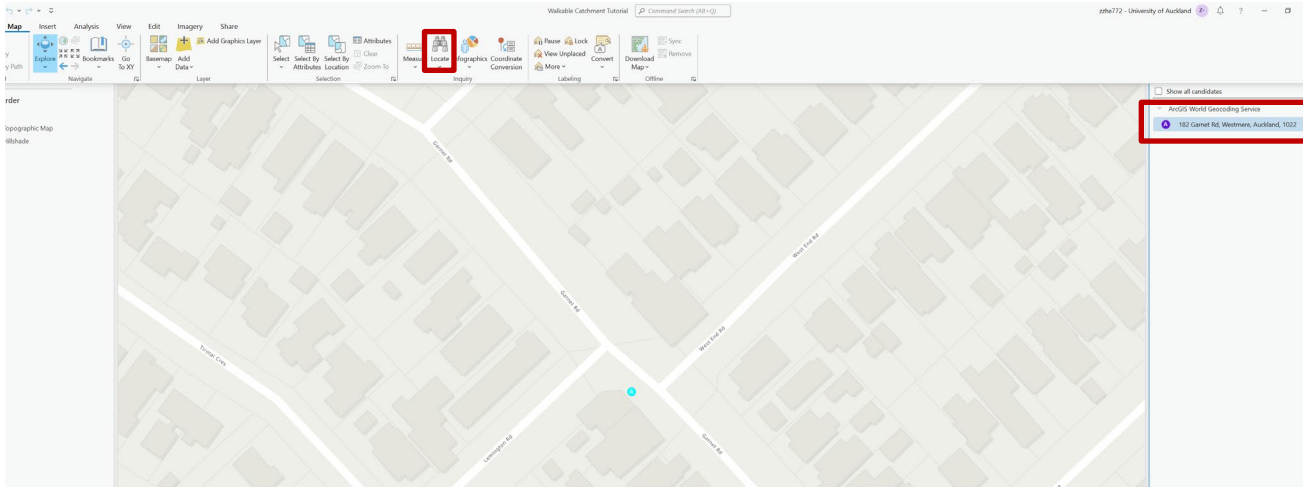 Walkable Catchment Tutorial
Command Search (Alt+Q)
zzhe772 - University of Auckland
Z-
?
Map Insert Analysis View Edit Imagery Share
y Path
Explore
Bookmarks
Go To XY
Navigate
Basemap
Add Data
Add Graphics Layer
Layer
Select
Select By Attributes
Select By Location
Attributes
Clear
Zoom To
Selection
Measure
Locate
Infographics
Coordinate Conversion
Inquiry
Pause
Lock
View Unplaced
More
Convert
Labeling
Download Map
Sync
Remove
Offline
rder
Topographic Map
Hillshade
Show all candidates
ArcGIS World Geocoding Service
A 182 Garnet Rd, Westmere, Auckland, 1022
Garnet Rd
West End Rd
Garnet Rd
West End Rd
Tirotai Cres
A
Leamington Rd
Garnet Rd